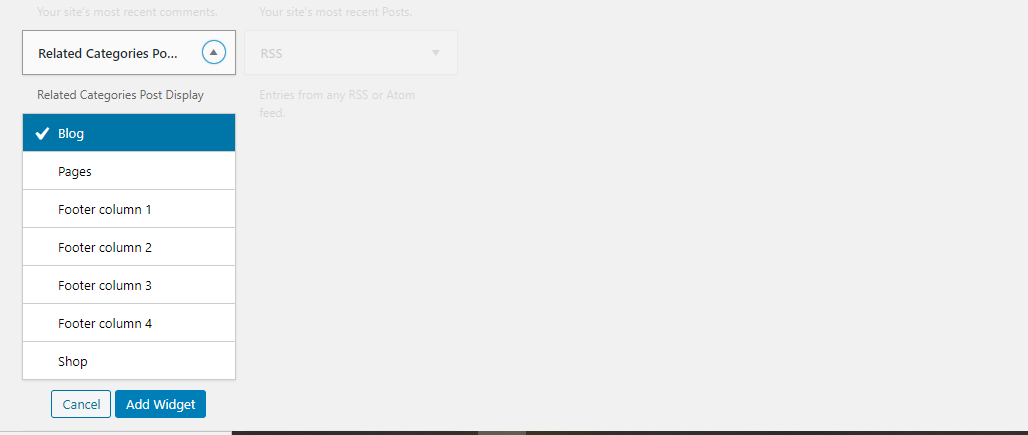 Your site's most recent comments.
Your site's most recent Posts.
Related Categories Po...
RSS
Related Categories Post Display
Entries from any RSS or Atom
feed.
Blog
Pages
Footer column 1
Footer column 2
Footer column 3
Footer column 4
Shop
Cancel
Add Widget